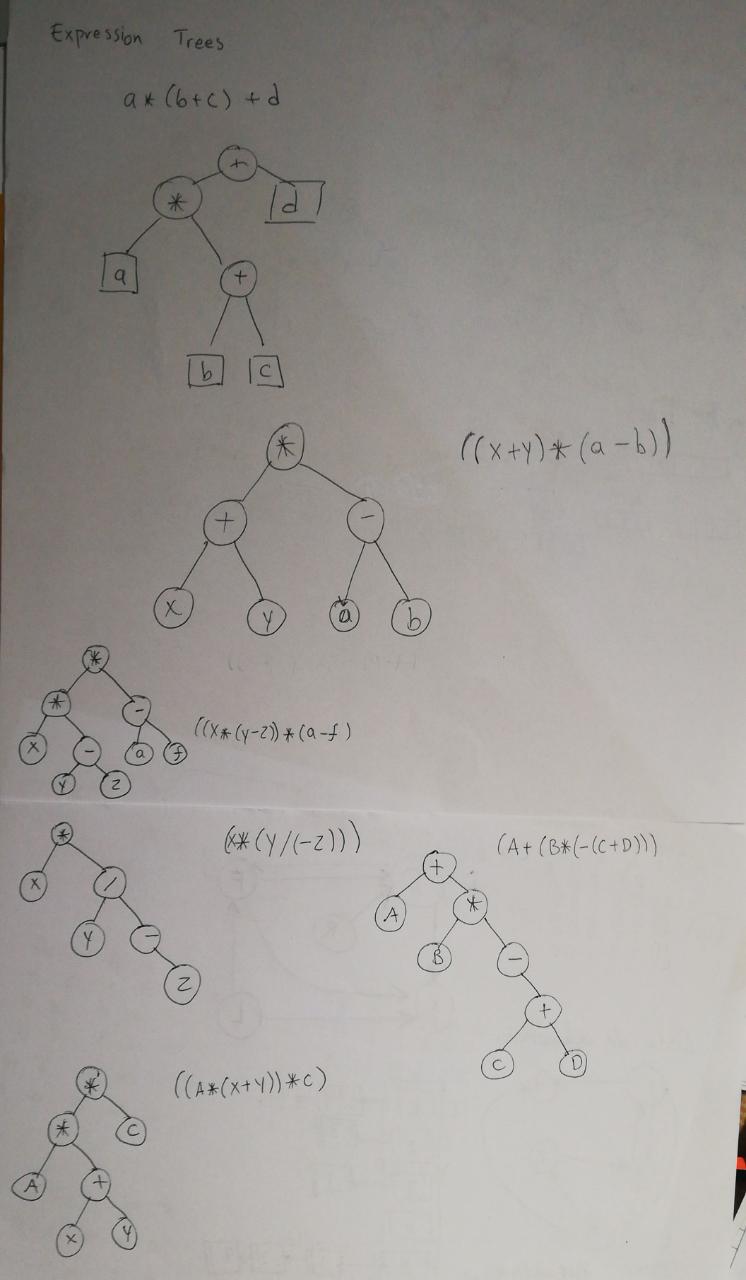 Expression Trees
a * (b+c) + d
+
* d
a +
b c
((x+y)*(a-b))
*
+ -
x y a b
*
* -
x - a f
y z
((x*(y-z))*(a-f)
(x*(y/(-z)))
*
x /
y -
z
(A+(B*(-(C+D)))
+
A *
B -
+
C D
((A*(x+y))*c)
*
* C
A +
x y